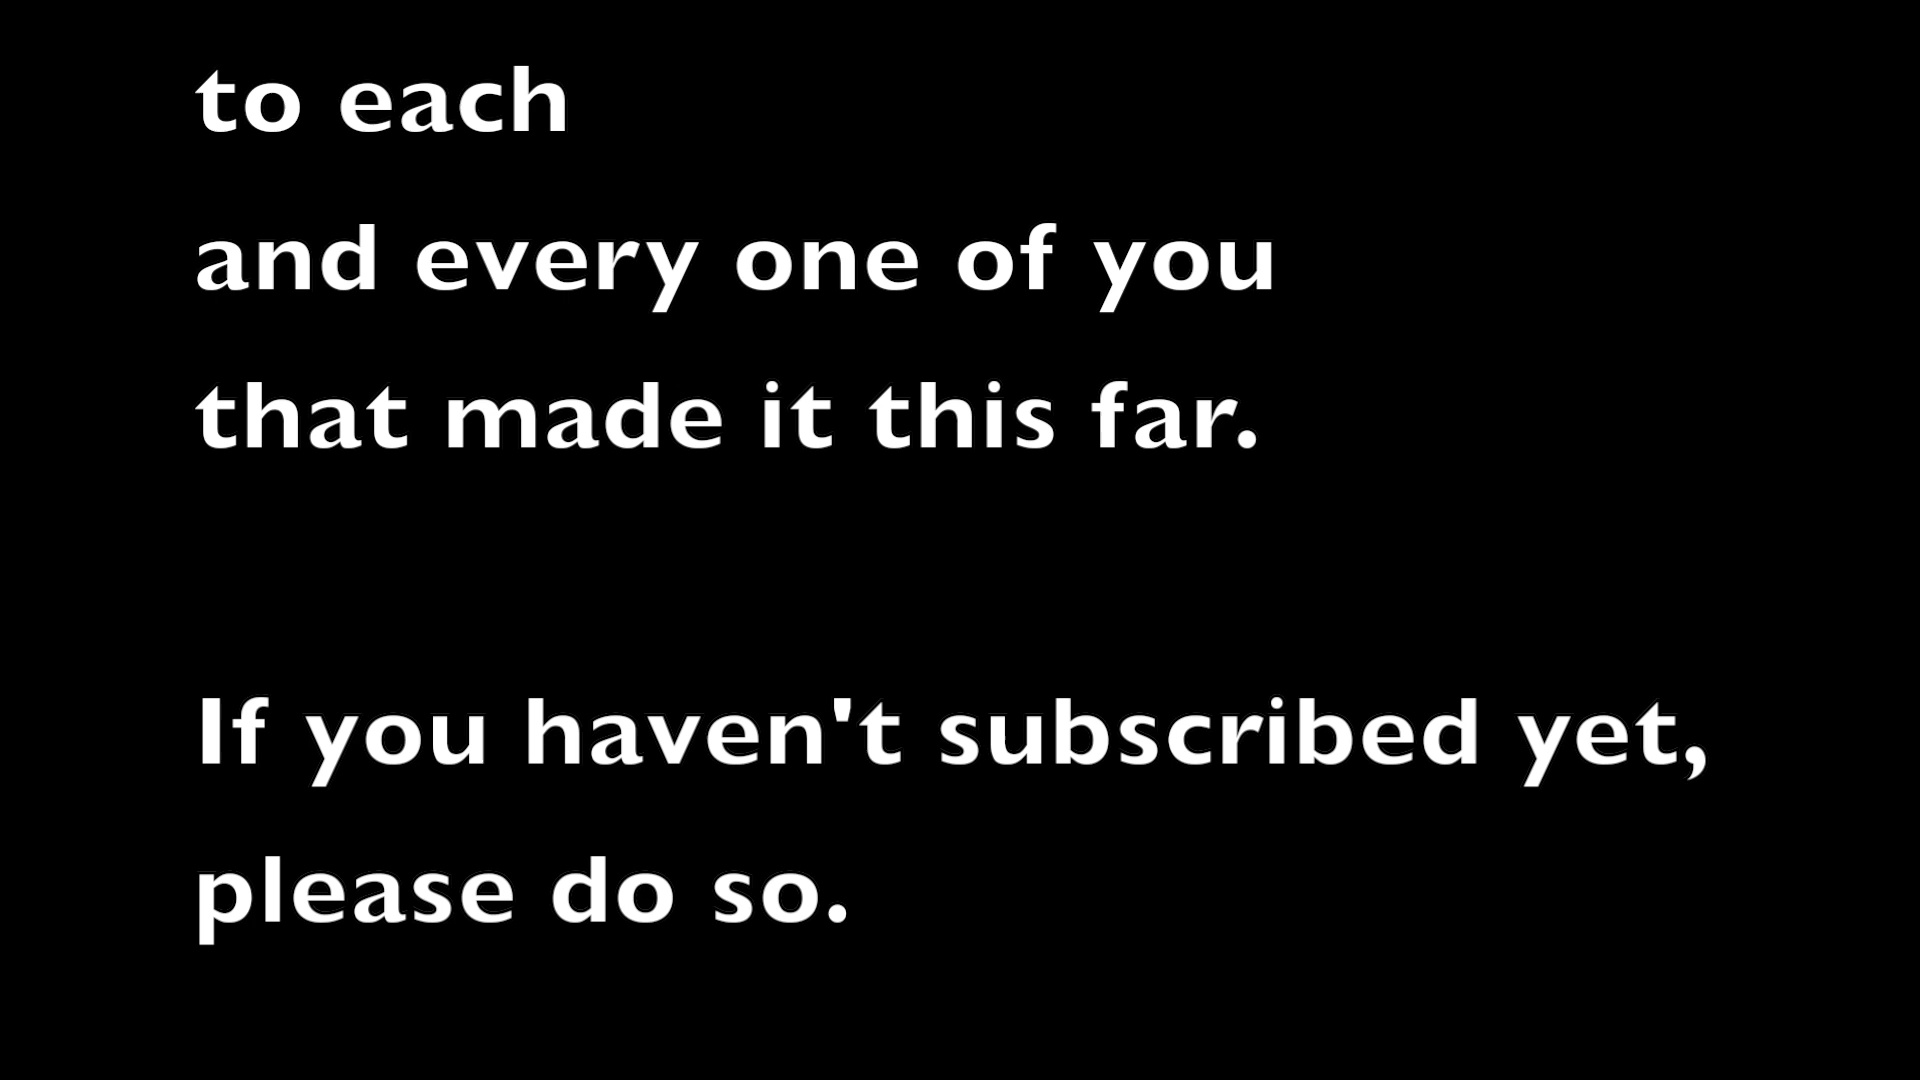 to each
and every one of you
that made it this far.
If you haven't subscribed yet,
please do so.